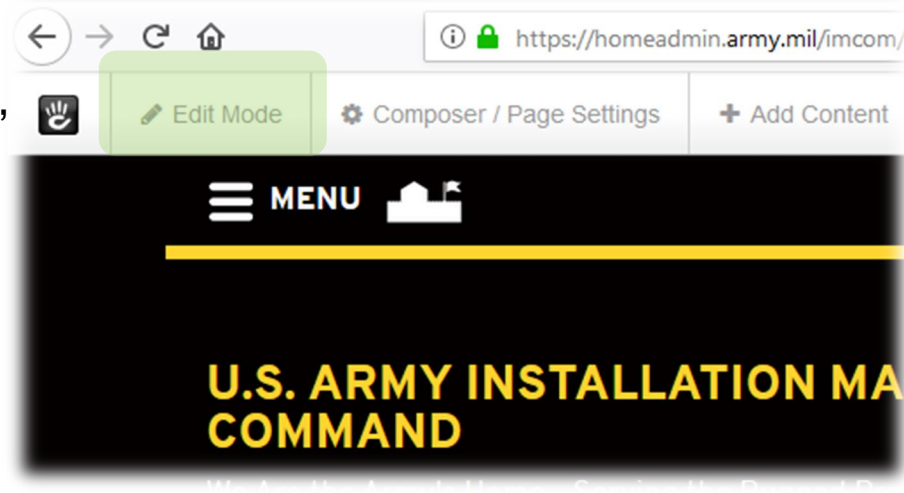 https://homeadmin.army.mil/imcom/
,
Edit Mode
Composer / Page Settings
Add Content
MENU
U.S. ARMY INSTALLATION MA
COMMAND